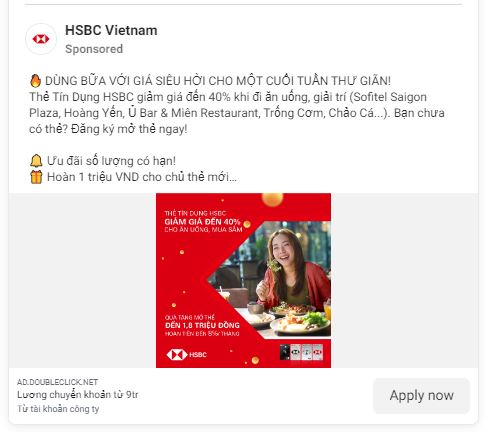 HSBC Vietnam
Sponsored
🔥 DÙNG BỮA VỚI GIÁ SIÊU HỜI CHO MỘT CUỐI TUẦN THƯ GIÃN!
Thẻ Tín Dụng HSBC giảm giá đến 40% khi đi ăn uống, giải trí (Sofitel Saigon
Plaza, Hoàng Yến, Ủ Bar & Miên Restaurant, Trống Cơm, Chảo Cá...). Bạn chưa
có thẻ? Đăng ký mở thẻ ngay!
🔔 Ưu đãi số lượng có hạn!
🎁 Hoàn 1 triệu VND cho chủ thẻ mới...
THẺ TÍN DỤNG HSBC
GIẢM GIÁ ĐẾN 40%
CHO ĂN UỐNG, MUA SẮM
QUÀ TẶNG MỞ THẺ
ĐẾN 1,8 TRIỆU ĐỒNG
HOÀN TIỀN ĐẾN 8%/THÁNG
HSBC
AD.DOUBLECLICK.NET
Lương chuyển khoản từ 9tr
Từ tài khoản công ty
Apply now